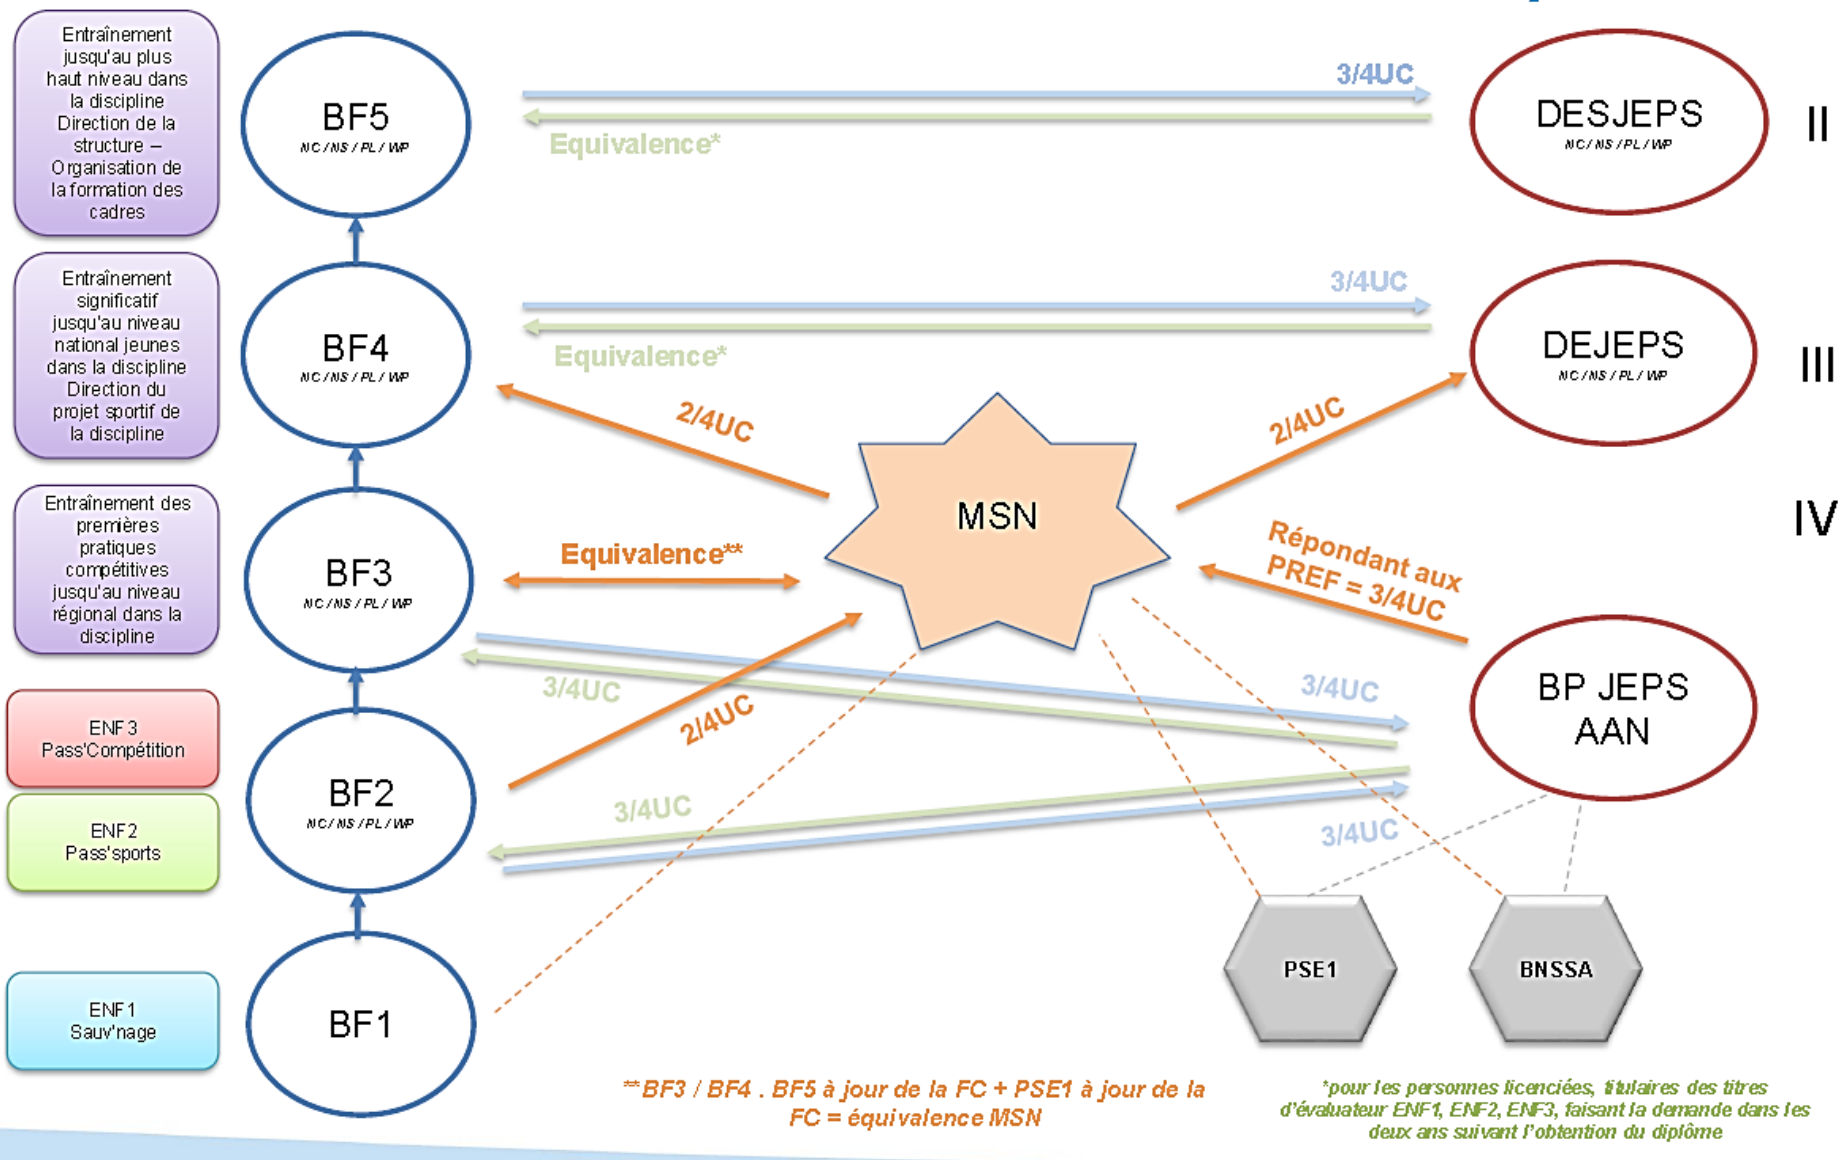 Entraînement
jusqu'au plus
haut niveau dans
la discipline
Direction de la
structure –
Organisation de
la formation des
cadres
BF5
NC / NS / PL / WP
3/4UC
Equivalence*
DESJEPS
NC / NS / PL / WP
II
Entraînement
significatif
jusqu'au niveau
national jeunes
dans la discipline
Direction du
projet sportif de
la discipline
BF4
NC / NS / PL / WP
3/4UC
Equivalence*
DEJEPS
NC / NS / PL / WP
III
2/4UC
2/4UC
MSN
IV
Entraînement des
premières
pratiques
compétitives
jusqu'au niveau
régional dans la
discipline
BF3
NC / NS / PL / WP
Equivalence**
Répondant aux
PREF = 3/4UC
3/4UC
3/4UC
BP JEPS
AAN
ENF3
Pass'Compétition
2/4UC
BF2
NC / NS / PL / WP
3/4UC
3/4UC
ENF2
Pass'sports
PSE1
BNSSA
ENF1
Sauv'nage
BF1
**BF3 / BF4 . BF5 à jour de la FC + PSE1 à jour de la
FC = équivalence MSN
*pour les personnes licenciées, titulaires des titres
d'évaluateur ENF1, ENF2, ENF3, faisant la demande dans les
deux ans suivant l'obtention du diplôme